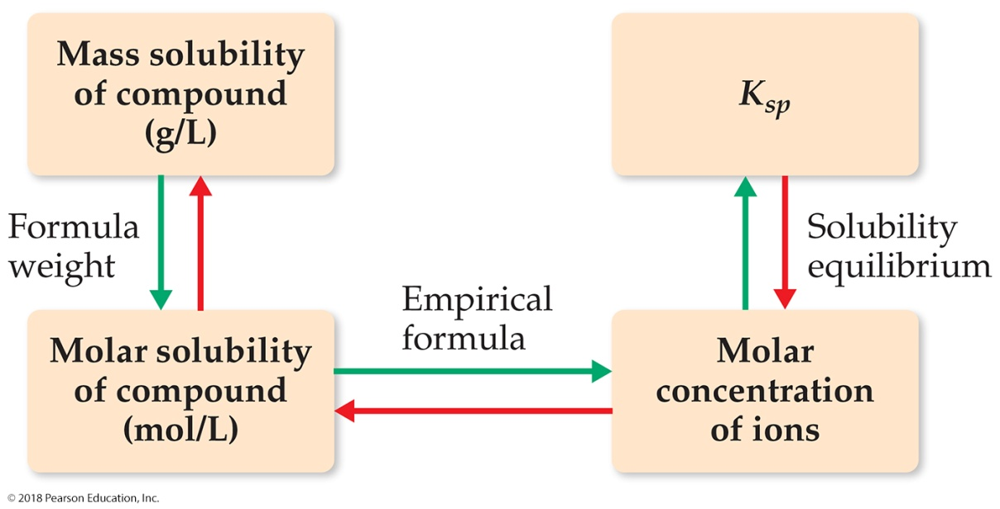 Mass solubility
of compound
(g/L)
Ksp
Formula
weight
Solubility
equilibrium
Empirical
formula
Molar solubility
of compound
(mol/L)
Molar
concentration
of ions
© 2018 Pearson Education, Inc.